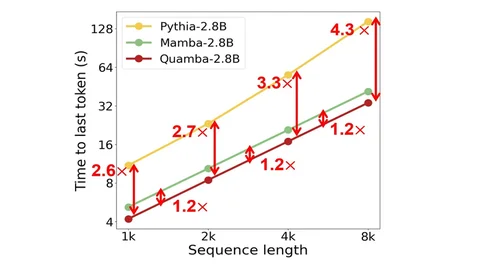 128
64
32
16
8
4
Time to last token (s)
Pythia-2.8B
Mamba-2.8B
Quamba-2.8B
2.6×
2.7×
3.3×
4.3×
1.2×
1.2×
1.2×
1k
2k
4k
8k
Sequence length